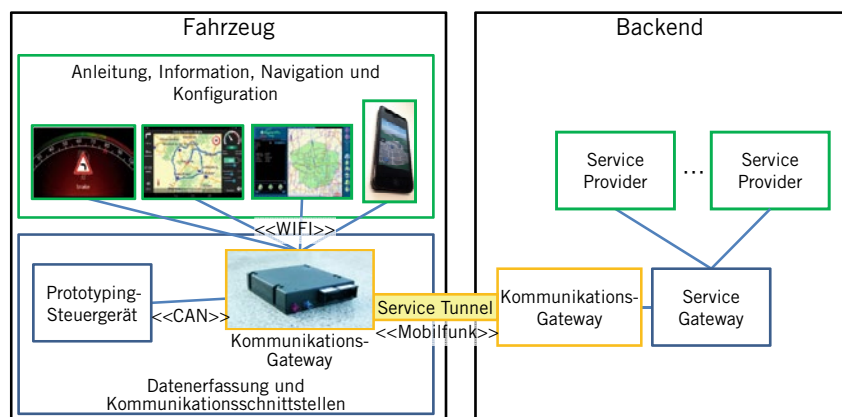 Fahrzeug
Anleitung, Information, Navigation und
Konfiguration
<<WIFI>>
Prototyping-
Steuergerät
<<CAN>>
Kommunikations-
Gateway
Datenerfassung und
Kommunikationsschnittstellen
Service Tunnel
<<Mobilfunk>>
Backend
Service
Provider
...
Service
Provider
Kommunikations-
Gateway
Service
Gateway